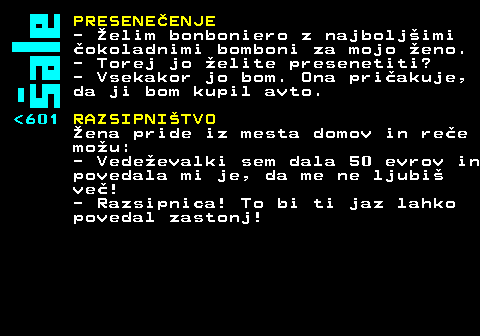 Šale
PRESENEČENJE
- Želim bonboniero z najboljšimi
čokoladnimi bomboni za mojo ženo.
- Torej jo želite presenetiti?
- Vsekakor jo bom. Ona pričakuje,
da ji bom kupil avto.
<601 RAZSIPNIŠTVO
Žena pride iz mesta domov in reče
možu:
- Vedeževalki sem dala 50 evrov in
povedala mi je, da me ne ljubiš
več!
- Razsipnica! To bi ti jaz lahko
povedal zastonj!